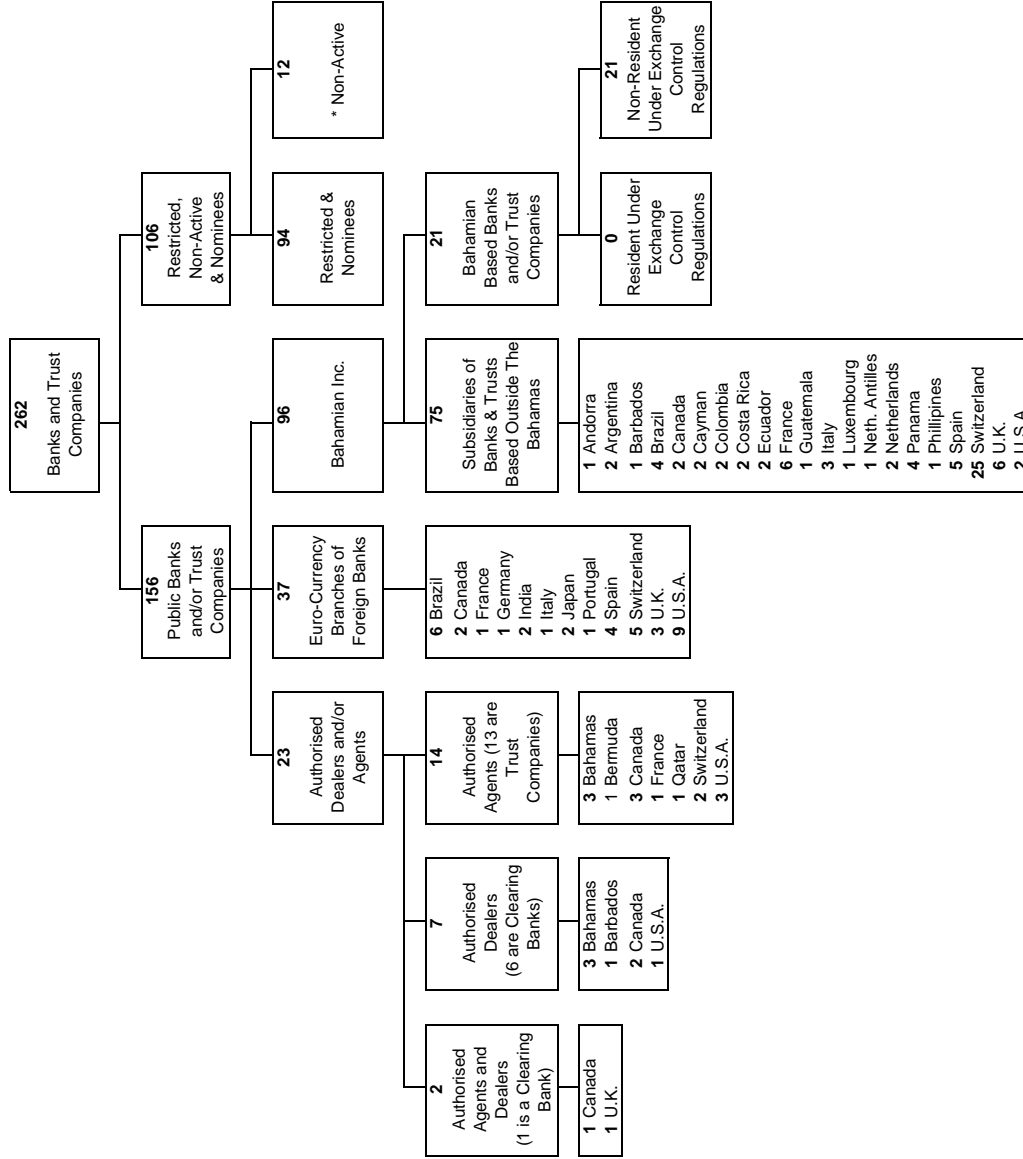 262
Banks and Trust
Companies
156
Public Banks
and/or Trust
Companies
106
Restricted,
Non-Active
& Nominees
23
Authorised
Dealers and/or
Agents
37
Euro-Currency
Branches of
Foreign Banks
96
Bahamian Inc.
94
Restricted &
Nominees
12
* Non-Active
2
Authorised
Agents and
Dealers
(1 is a Clearing
Bank)
7
Authorised
Dealers
(6 are Clearing
Banks)
14
Authorised
Agents (13 are
Trust
Companies)
6 Brazil
2 Canada
1 France
1 Germany
2 India
1 Italy
2 Japan
1 Portugal
4 Spain
5 Switzerland
3 U.K.
9 U.S.A.
75
Subsidiaries of
Banks & Trusts
Based Outside The
Bahamas
21
Bahamian
Based Banks
and/or Trust
Companies
1 Canada
1 U.K.
3 Bahamas
1 Barbados
2 Canada
1 U.S.A.
3 Bahamas
1 Bermuda
3 Canada
1 France
1 Qatar
2 Switzerland
3 U.S.A.
1 Andorra
2 Argentina
1 Barbados
4 Brazil
2 Canada
2 Cayman
2 Colombia
2 Costa Rica
2 Ecuador
6 France
1 Guatemala
3 Italy
1 Luxembourg
1 Neth. Antilles
2 Netherlands
4 Panama
1 Phillipines
5 Spain
25 Switzerland
6 U.K.
2 U.S.A.
0
Resident Under
Exchange
Control
Regulations
21
Non-Resident
Under Exchange
Control
Regulations